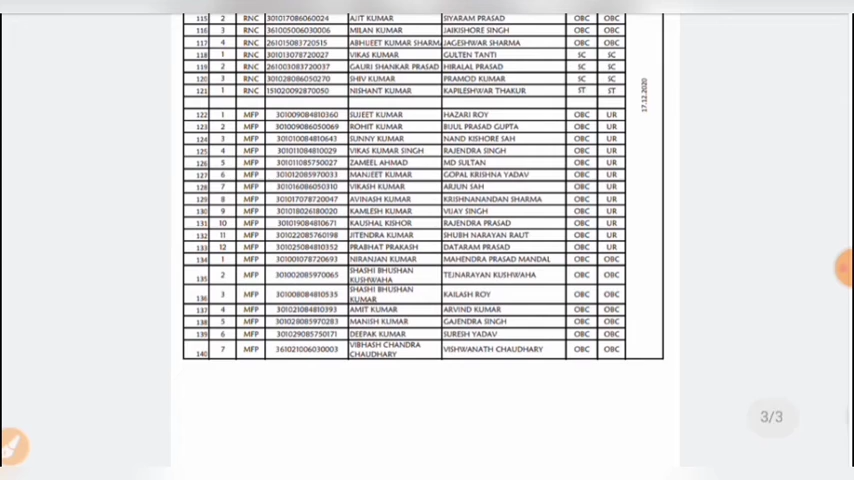 115 2 RNC 301017086060024 AJIT KUMAR SIYARAM PRASAD OBC OBC
116 3 RNC 361005006030006 MILAN KUMAR JAIKISHORE SINGH OBC OBC
117 4 RNC 261015083720515 ABHIJEET KUMAR SHARMA JAGESHWAR SHARMA OBC OBC
118 1 RNC 301013078720027 VIKAS KUMAR GULTEN TANTI SC SC
119 2 RNC 261003083720037 GAURI SHANKAR PRASAD HIRALAL PRASAD SC SC
120 3 RNC 301028086050270 SHIV KUMAR PRAMOD KUMAR SC SC
121 1 RNC 151020092870050 NISHANT KUMAR KAPILESHWAR THAKUR ST ST
17.12.2020
122 1 MFP 301009084810360 SUJEET KUMAR HAZARI ROY OBC UR
123 2 MFP 301009086050069 ROHIT KUMAR BIJUL PRASAD GUPTA OBC UR
124 3 MFP 301010084810643 SUNNY KUMAR NAND KISHORE SAH OBC UR
125 4 MFP 301011084810029 VIKAS KUMAR SINGH RAJENDRA SINGH OBC UR
126 5 MFP 301011085750027 ZAMEEL AHMAD MD SULTAN OBC UR
127 6 MFP 301012085970033 MANJEET KUMAR GOPAL KRISHNA YADAV OBC UR
128 7 MFP 301016086050310 VIKASH KUMAR ARJUN SAH OBC UR
129 8 MFP 301017078720047 AVINASH KUMAR KRISHNANANDAN SHARMA OBC UR
130 9 MFP 301018026180020 KAMLESH KUMAR VIJAY SINGH OBC UR
131 10 MFP 301019084810671 KAUSHAL KISHOR RAJENDRA PRASAD OBC UR
132 11 MFP 301022085760198 JITENDRA KUMAR SHUBH NARAYAN RAUT OBC UR
133 12 MFP 301025084810352 PRABHAT PRAKASH DATARAM PRASAD OBC UR
134 1 MFP 301001078720693 NIRANJAN KUMAR MAHENDRA PRASAD MANDAL OBC OBC
135 2 MFP 301002085970065 SHASHI BHUSHAN KUSHWAHA TEJNARAYAN KUSHWAHA OBC OBC
136 3 MFP 301008084810535 SHASHI BHUSHAN KUMAR KAILASH ROY OBC OBC
137 4 MFP 301021084810393 AMIT KUMAR ARVIND KUMAR OBC OBC
138 5 MFP 301028085970283 MANISH KUMAR GAJENDRA SINGH OBC OBC
139 6 MFP 301029085750171 DEEPAK KUMAR SURESH YADAV OBC OBC
140 7 MFP 361021006030003 VIBHASH CHANDRA CHAUDHARY VISHWANATH CHAUDHARY OBC OBC
3/3